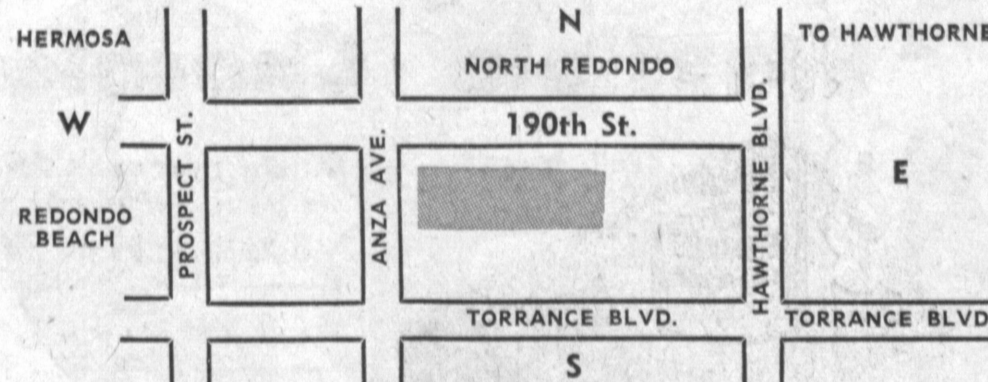 N
HERMOSA
TO HAWTHORNE
NORTH REDONDO
W
190th St.
PROSPECT ST.
ANZA AVE.
HAWTHORNE BLVD.
E
REDONDO
BEACH
TORRANCE BLVD.
TORRANCE BLVD
S